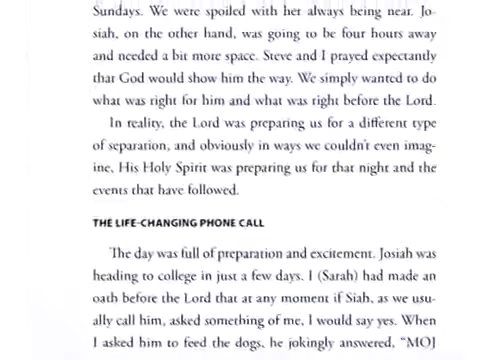 Sundays. We were spoiled with her always being near. Jo-
siah, on the other hand, was going to be four hours away
and needed a bit more space. Steve and I prayed expectantly
that God would show him the way. We simply wanted to do
what was right for him and what was right before the Lord.
In reality, the Lord was preparing us for a different type
of separation, and obviously in ways we couldn't even imag-
ine, His Holy Spirit was preparing us for that night and the
events that have followed.
THE LIFE-CHANGING PHONE CALL
The day was full of preparation and excitement. Josiah was
heading to college in just a few days. I (Sarah) had made an
oath before the Lord that at any moment if Siah, as we usu-
ally call him, asked something of me, I would say yes. When
I asked him to feed the dogs, he jokingly answered, "MOJ